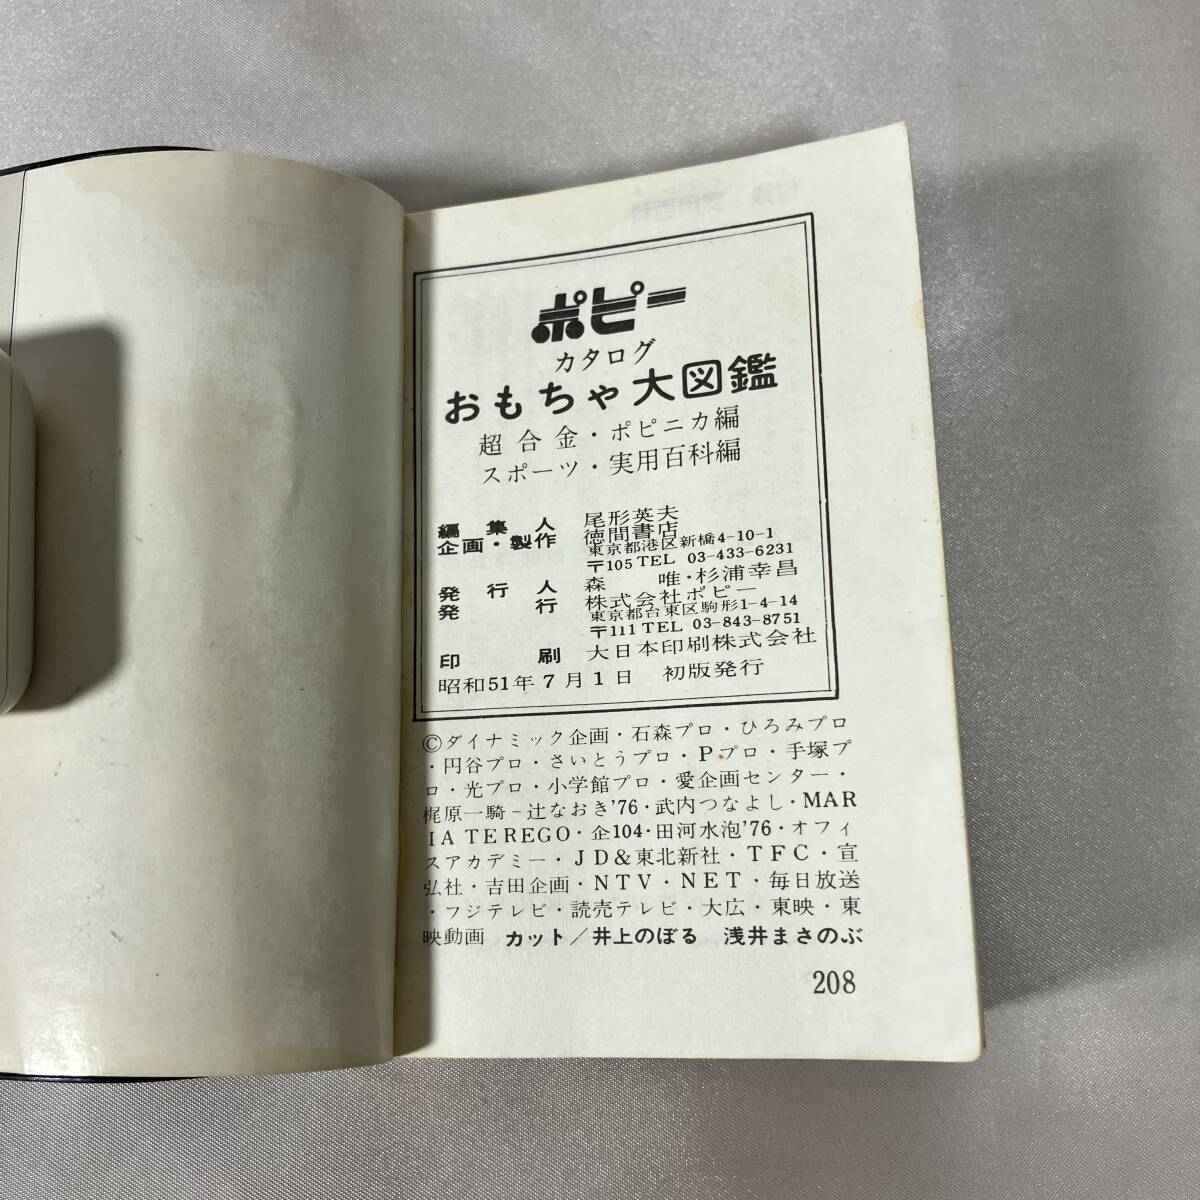 ポピー
カタログ
おもちゃ大図鑑
超合金・ポピニカ編
スポーツ・実用百科編
編集人 尾形英夫
企画・製作 徳間書店
東京都港区新橋4-10-1
〒105 TEL 03-433-6231
発行人 森唯・杉浦幸昌
発行 株式会社ポピー
東京都台東区駒形1-4-14
〒111 TEL 03-843-8751
印刷 大日本印刷株式会社
昭和51年7月1日 初版発行
©ダイナミック企画・石森プロ・ひろみプロ
・円谷プロ・さいとうプロ・Pプロ・手塚プ
ロ・光プロ・小学館プロ・愛企画センター・
梶原一騎-辻なおき'76・武内つなよし・MAR
IA TEREGO・企104・田河水泡'76・オフィ
スアカデミー・JD&東北新社・TFC・宣
弘社・吉田企画・NTV・NET・毎日放送
・フジテレビ・読売テレビ・大広・東映・東
映動画 カット/井上のぼる 浅井まさのぶ
208